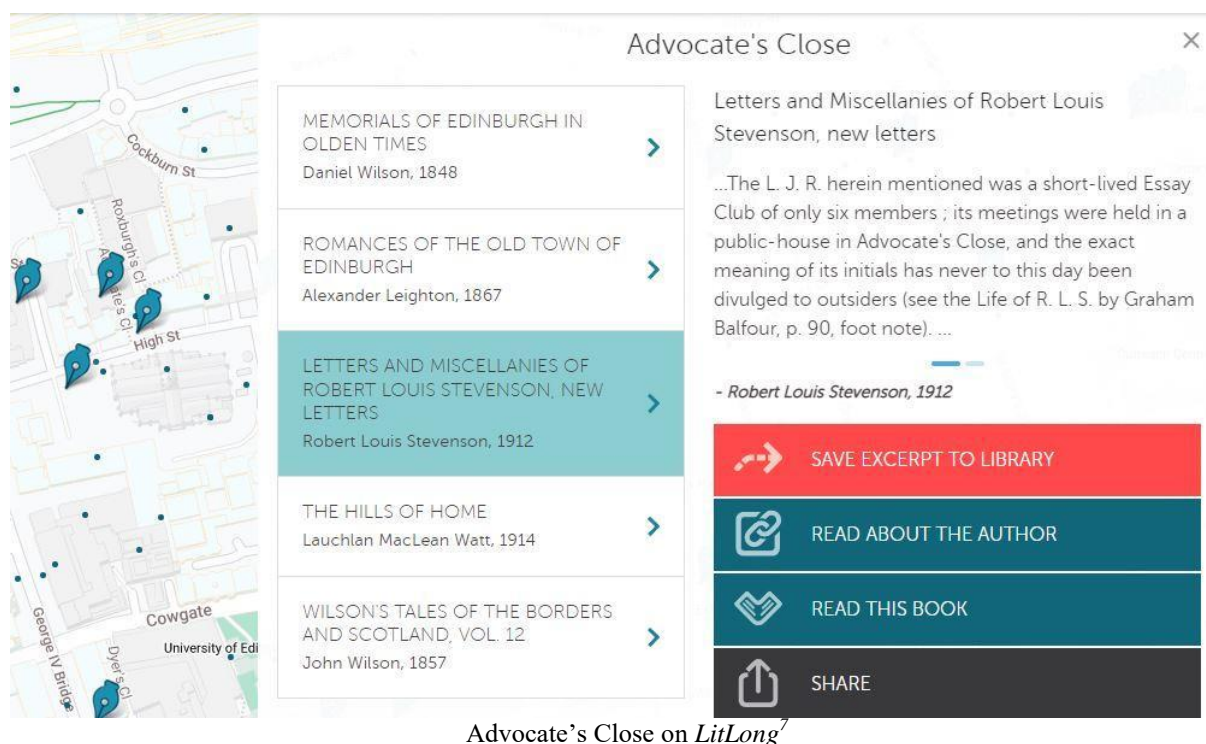 Advocate's Close
Cockburn St
Roxburgh's Cl
Advocate's Cl
High St
Cowgate
University of Edi
George IV Bridge
Dyer's Cl
MEMORIALS OF EDINBURGH IN
OLDEN TIMES
Daniel Wilson, 1848
ROMANCES OF THE OLD TOWN OF
EDINBURGH
Alexander Leighton, 1867
LETTERS AND MISCELLANIES OF
ROBERT LOUIS STEVENSON, NEW
LETTERS
Robert Louis Stevenson, 1912
THE HILLS OF HOME
Lauchlan MacLean Watt, 1914
WILSON'S TALES OF THE BORDERS
AND SCOTLAND, VOL. 12
John Wilson, 1857
Letters and Miscellanies of Robert Louis
Stevenson, new letters
...The L. J. R. herein mentioned was a short-lived Essay
Club of only six members ; its meetings were held in a
public-house in Advocate's Close, and the exact
meaning of its initials has never to this day been
divulged to outsiders (see the Life of R. L. S. by Graham
Balfour, p. 90, foot note). ...
- Robert Louis Stevenson, 1912
SAVE EXCERPT TO LIBRARY
READ ABOUT THE AUTHOR
READ THIS BOOK
SHARE
Advocate's Close on LitLong7